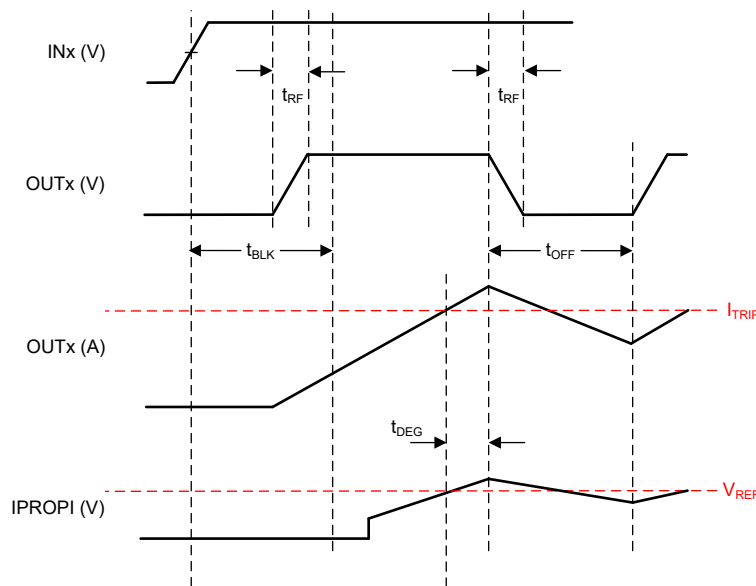 INx (V)
tRF
tRF
OUTx (V)
tBLK
tOFF
ITRIP
OUTx (A)
tDEG
VREF
IPROPI (V)